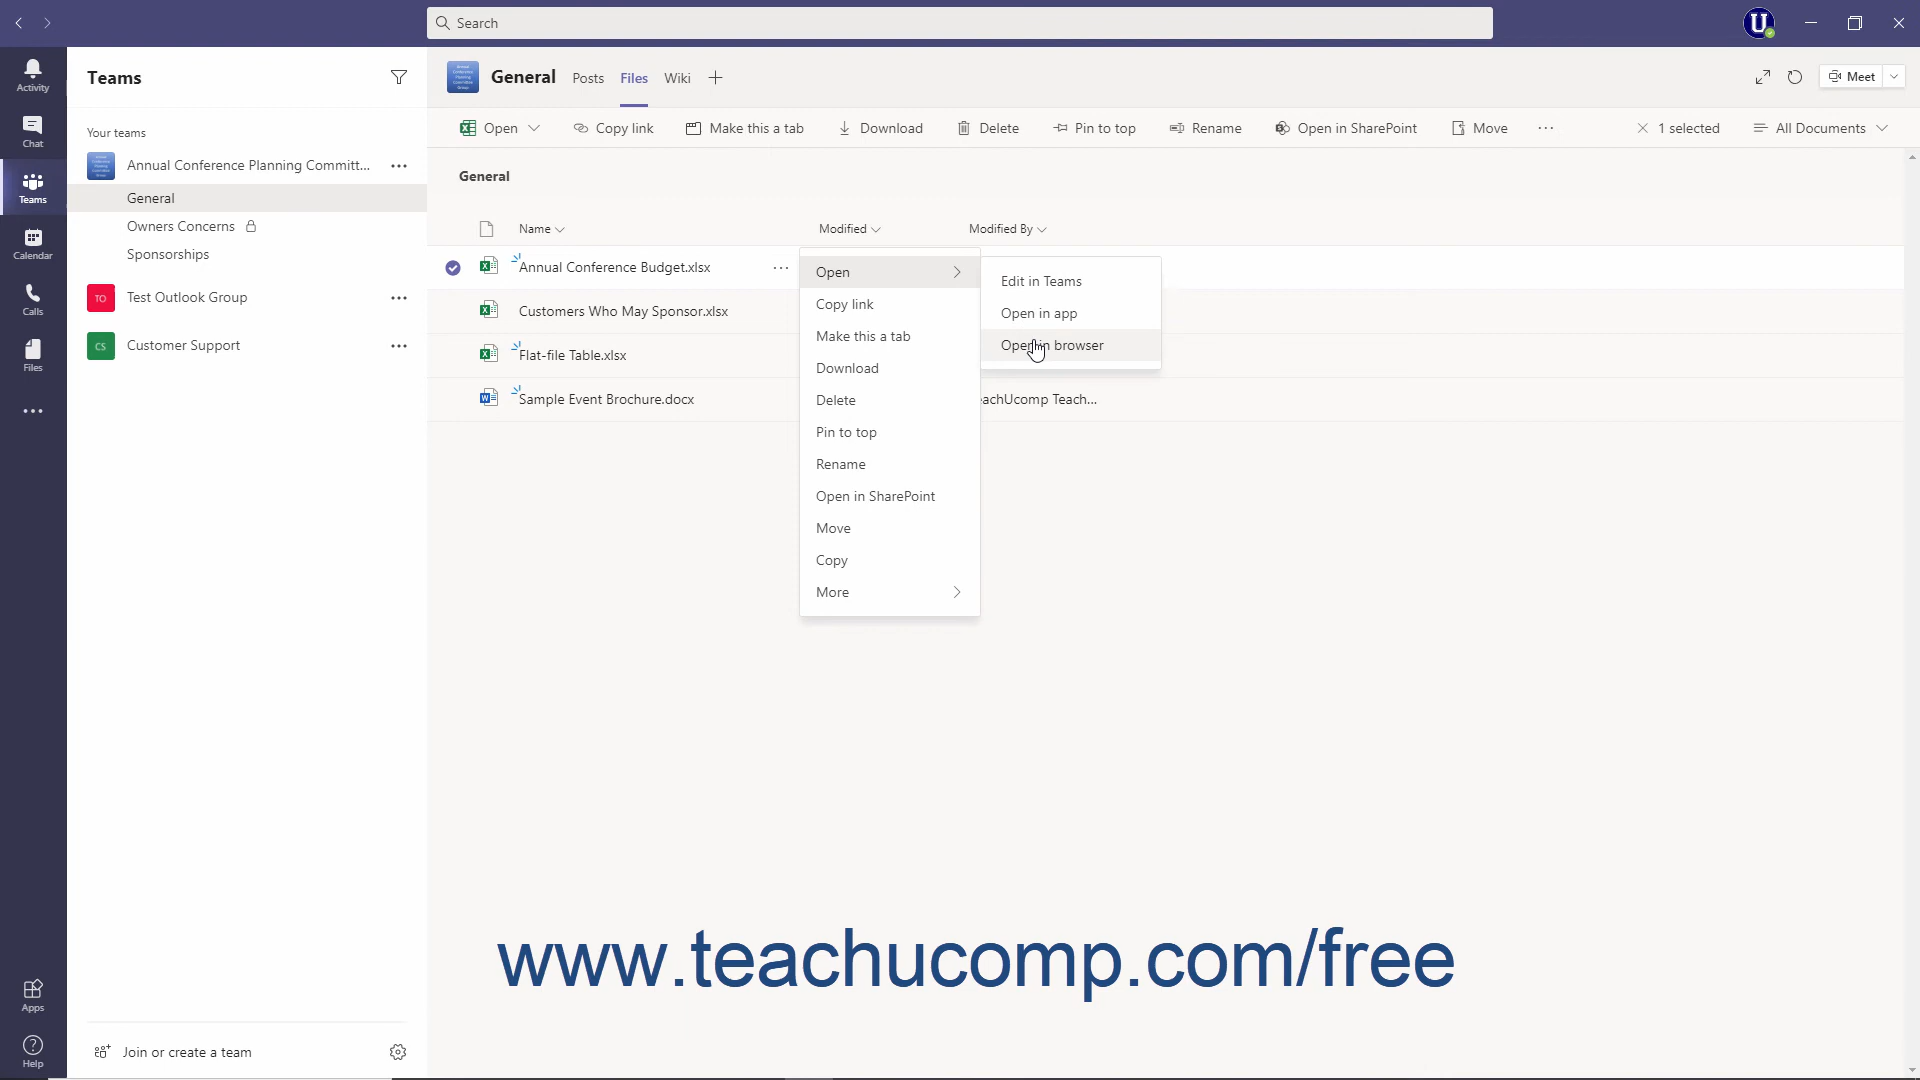 Search
U
Activity
Chat
Teams
Calendar
Calls
Files
Apps
Help
Teams
Your teams
Annual Conference Planning Committ...
General
Owners Concerns
Sponsorships
TO Test Outlook Group
CS Customer Support
Join or create a team
General Posts Files Wiki
Meet
Open Copy link Make this a tab Download Delete Pin to top Rename Open in SharePoint Move 1 selected All Documents
General
Name Modified Modified By
Annual Conference Budget.xlsx
Customers Who May Sponsor.xlsx
Flat-file Table.xlsx
Sample Event Brochure.docx
achUcomp Teach...
Open
Copy link
Make this a tab
Download
Delete
Pin to top
Rename
Open in SharePoint
Move
Copy
More
Edit in Teams
Open in app
Open in browser
www.teachucomp.com/free